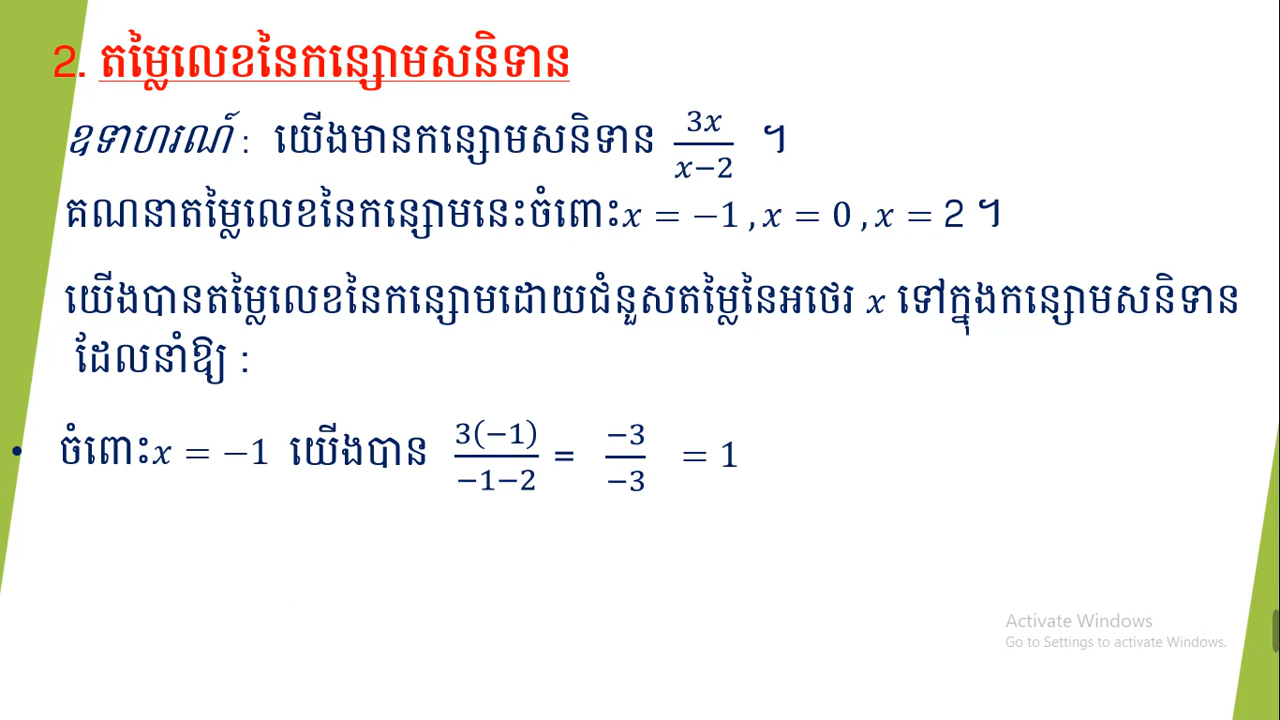 2. តម្លៃលេខនៃកន្សោមសនិទាន
ឧទាហរណ៍ : យើងមានកន្សោមសនិទាន 3x/(x−2) ។
គណនាតម្លៃលេខនៃកន្សោមនេះចំពោះx = −1 , x = 0 , x = 2 ។
យើងបានតម្លៃលេខនៃកន្សោមដោយជំនួសតម្លៃនៃអថេរ x ទៅក្នុងកន្សោមសនិទាន
ដែលនាំឱ្យ :
• ចំពោះx = −1 យើងបាន 3(−1)/(−1−2) = −3/−3 = 1
Activate Windows
Go to Settings to activate Windows.